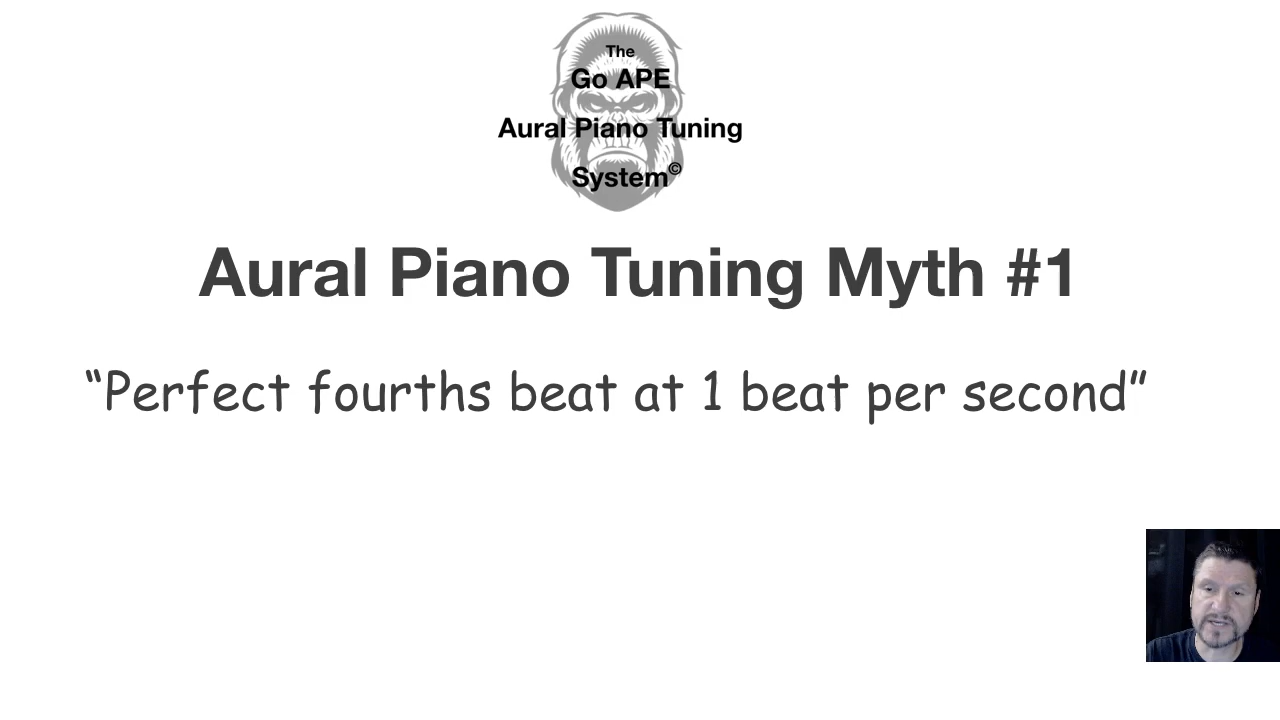 The
Go APE
Aural Piano Tuning
System©
Aural Piano Tuning Myth #1
“Perfect fourths beat at 1 beat per second”